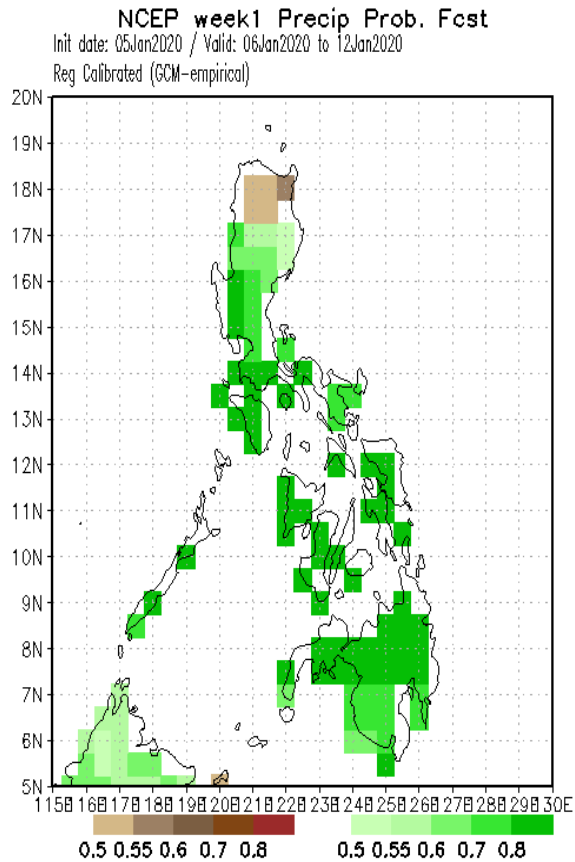 NCEP week1 Precip Prob. Fcst
Init date: 05Jan2020 / Valid: 06Jan2020 to 12Jan2020
Reg Calibrated (GCM-empirical)
20N
19N
18N
17N
16N
15N
14N
13N
12N
11N
10N
9N
8N
7N
6N
5N
115E 116E 117E 118E 119E 120E 121E 122E 123E 124E 125E 126E 127E 128E 129E 130E
0.5 0.55 0.6 0.7 0.8 0.5 0.55 0.6 0.7 0.8